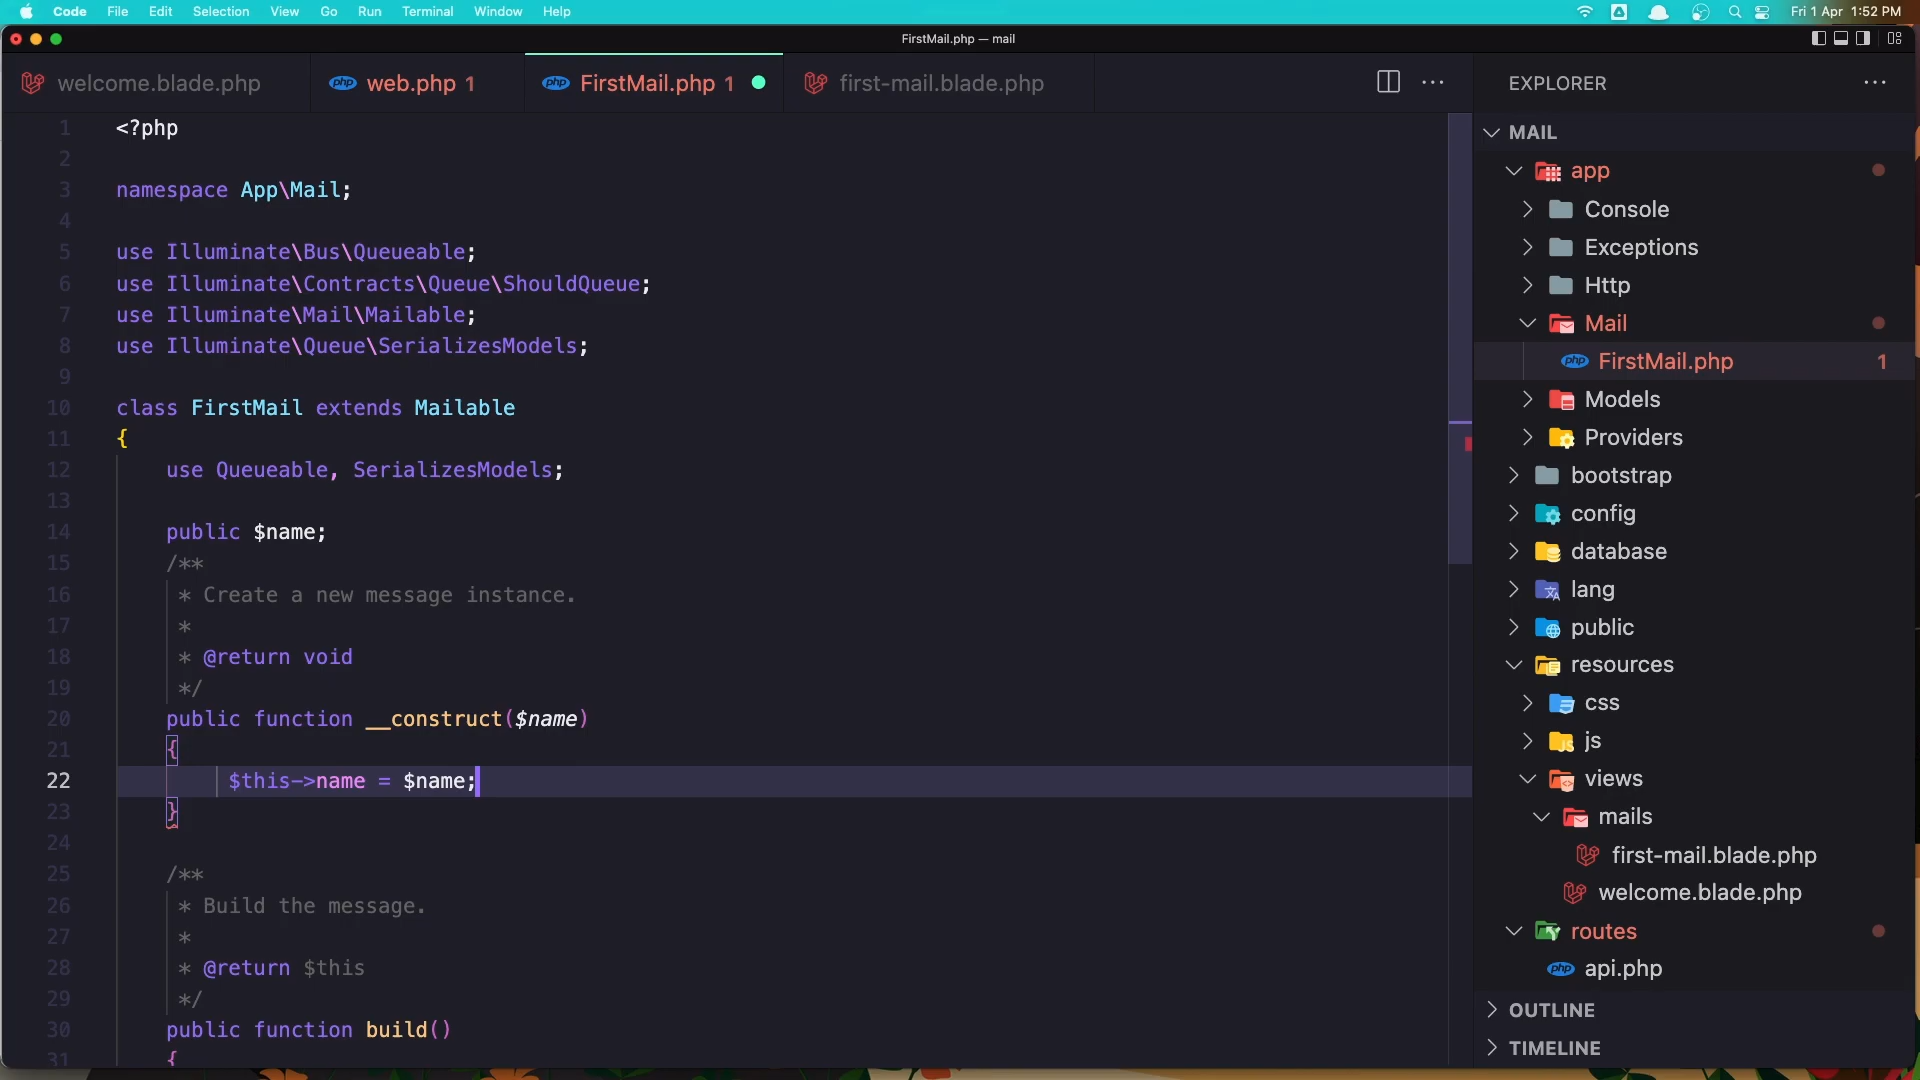 Code File Edit Selection View Go Run Terminal Window Help Fri 1 Apr 1:52 PM
FirstMail.php — mail
welcome.blade.php web.php 1 FirstMail.php 1 first-mail.blade.php
1 <?php
2
3 namespace App\Mail;
4
5 use Illuminate\Bus\Queueable;
6 use Illuminate\Contracts\Queue\ShouldQueue;
7 use Illuminate\Mail\Mailable;
8 use Illuminate\Queue\SerializesModels;
9
10 class FirstMail extends Mailable
11 {
12 use Queueable, SerializesModels;
13
14 public $name;
15 /**
16 * Create a new message instance.
17 *
18 * @return void
19 */
20 public function __construct($name)
21 {
22 $this->name = $name;
23 }
24
25 /**
26 * Build the message.
27 *
28 * @return $this
29 */
30 public function build()
31 {
EXPLORER
MAIL
app
Console
Exceptions
Http
Mail
php FirstMail.php 1
Models
Providers
bootstrap
config
database
lang
public
resources
css
js
views
mails
first-mail.blade.php
welcome.blade.php
routes
php api.php
OUTLINE
TIMELINE